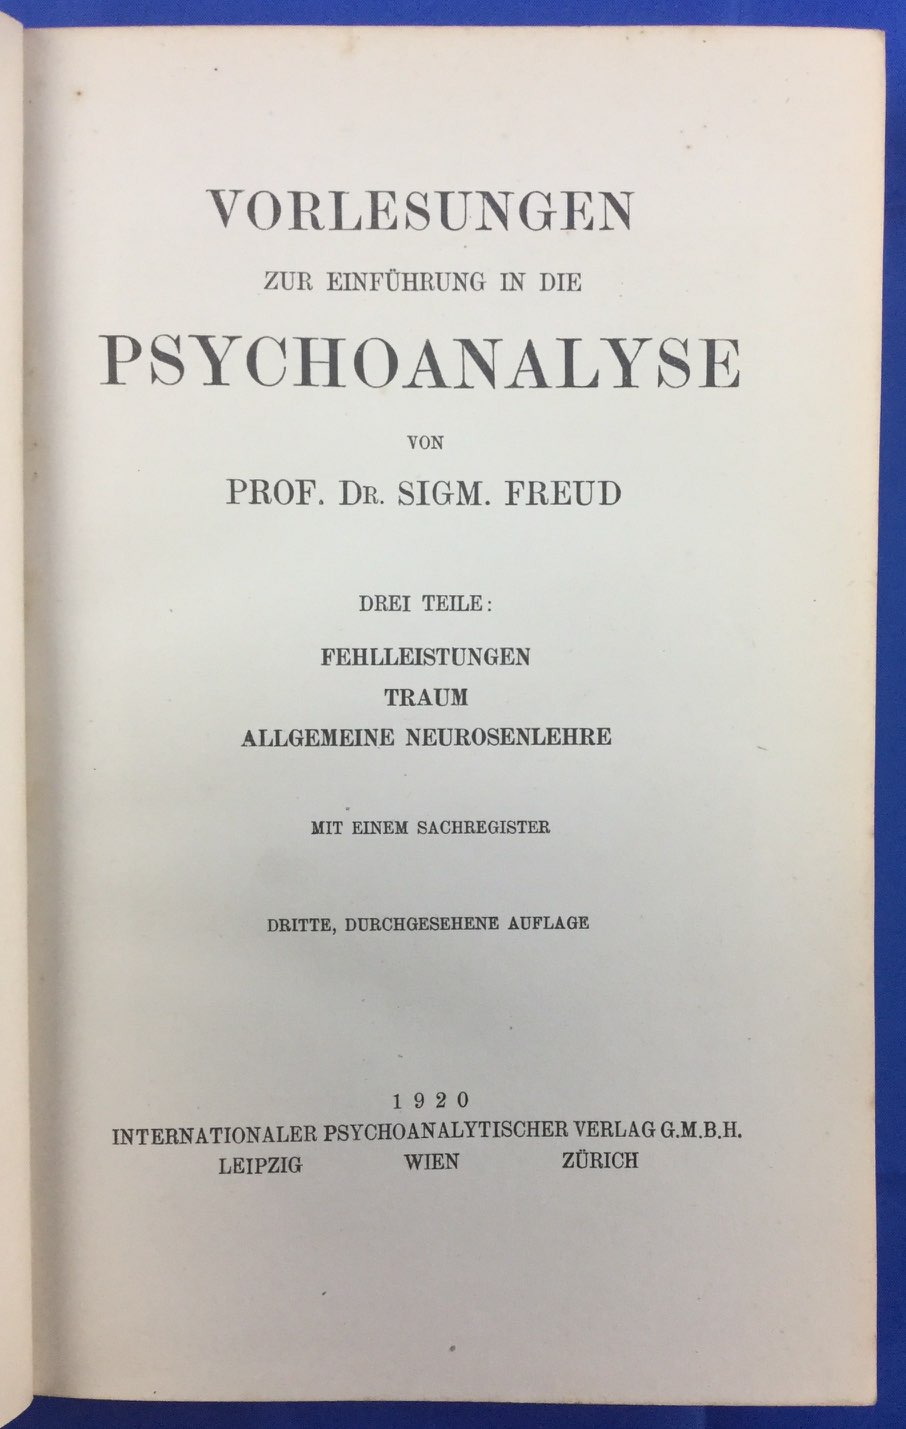 VORLESUNGEN
ZUR EINFÜHRUNG IN DIE
PSYCHOANALYSE
VON
PROF. DR. SIGM. FREUD
DREI TEILE:
FEHLLEISTUNGEN
TRAUM
ALLGEMEINE NEUROSENLEHRE
MIT EINEM SACHREGISTER
DRITTE, DURCHGESEHENE AUFLAGE
1920
INTERNATIONALER PSYCHOANALYTISCHER VERLAG G.M.B.H.
LEIPZIG WIEN ZÜRICH